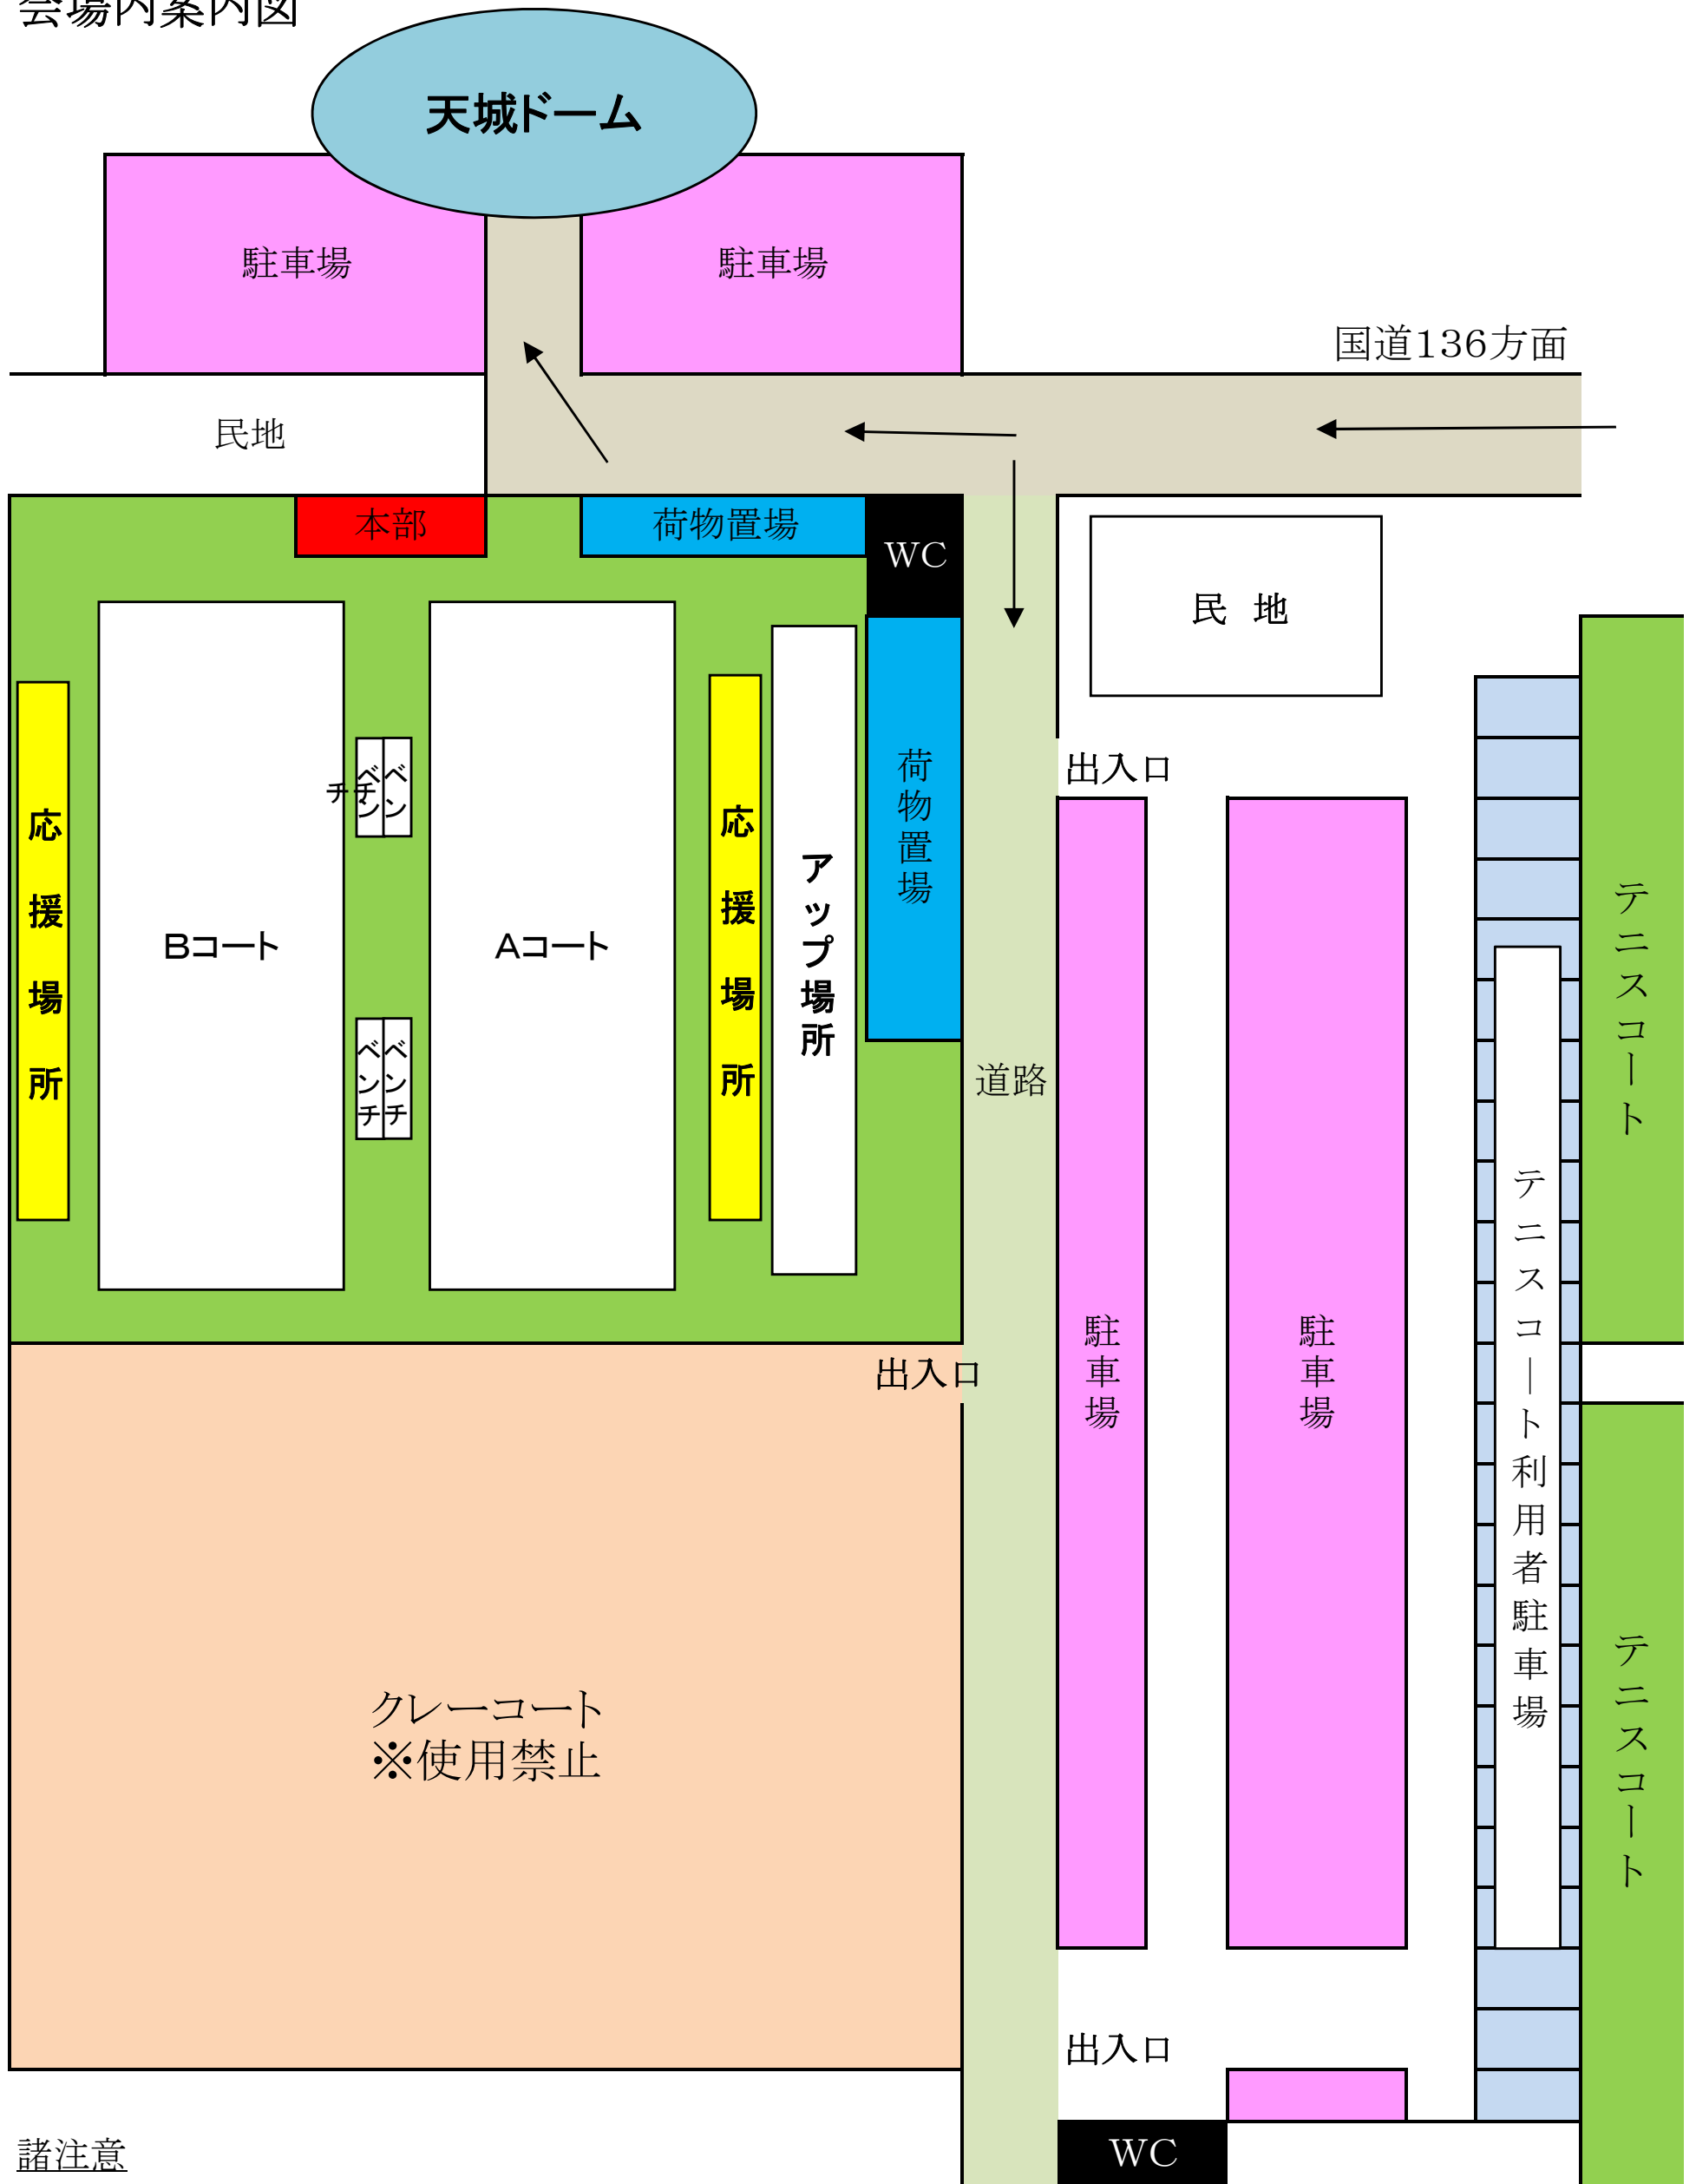 会場内案内図
天城ドーム
駐車場
駐車場
国道136方面
民地
本部
荷物置場
WC
民 地
出入口
ベンチ
ベンチ
荷物置場
応援場所
Bコート
Aコート
応援場所
アップ場所
テニスコート
ベンチ
ベンチ
道路
出入口
駐車場
駐車場
テニスコート利用者駐車場
クレーコート
※使用禁止
テニスコート
出入口
WC
諸注意